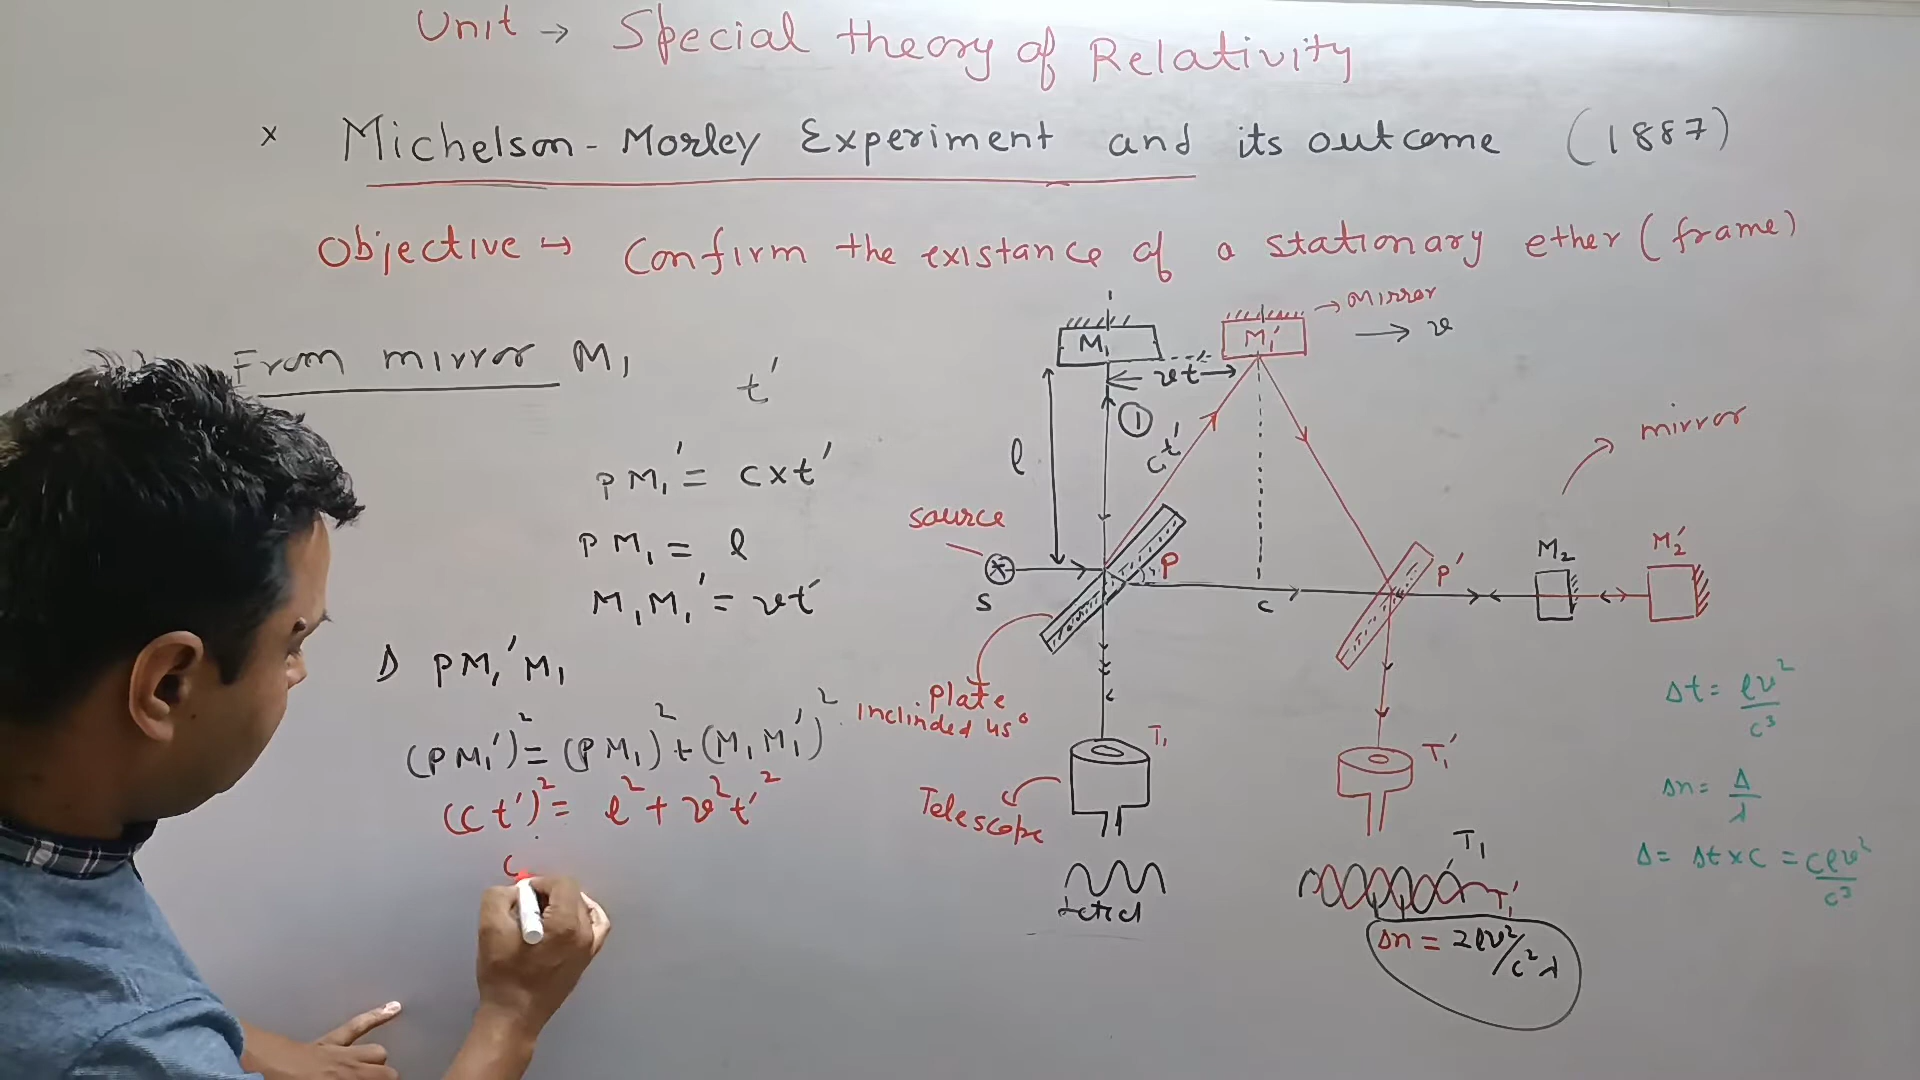 Unit → Special theory of Relativity
× Michelson-Morley Experiment and its outcome (1887)
Objective ↪ Confirm the existance of a stationary ether (frame)
From mirror M₁
t'
PM₁' = c×t'
PM₁ = l
M₁M₁' = vt'
Δ PM₁'M₁
(PM₁')² = (PM₁)² + (M₁M₁')²
(ct')² = l² + v²t'²
c
M₁
M₁'
→ mirror
→ v
vt'
①
ct'
l
source
S
P
c
P'
M₂
M₂'
mirror
plate
Inclinded 45°
T₁
T₁'
Telescope
T₁
T₁'
Δn = 2lv²/c²λ
Δt = lv²/c³
Δn = Δ/λ
Δ = Δt×c = clv²/c³